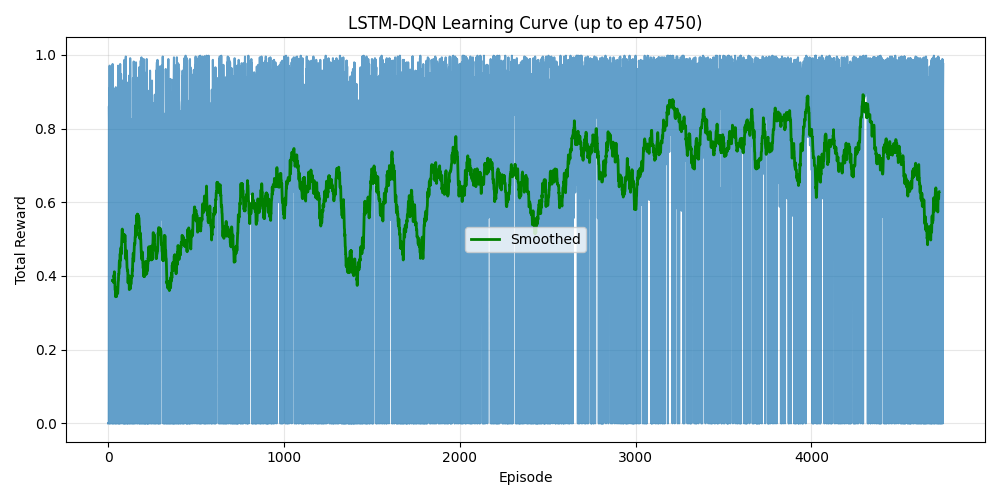 LSTM-DQN Learning Curve (up to ep 4750)
1.0
0.8
0.6
0.4
0.2
0.0
Total Reward
Smoothed
0 1000 2000 3000 4000
Episode